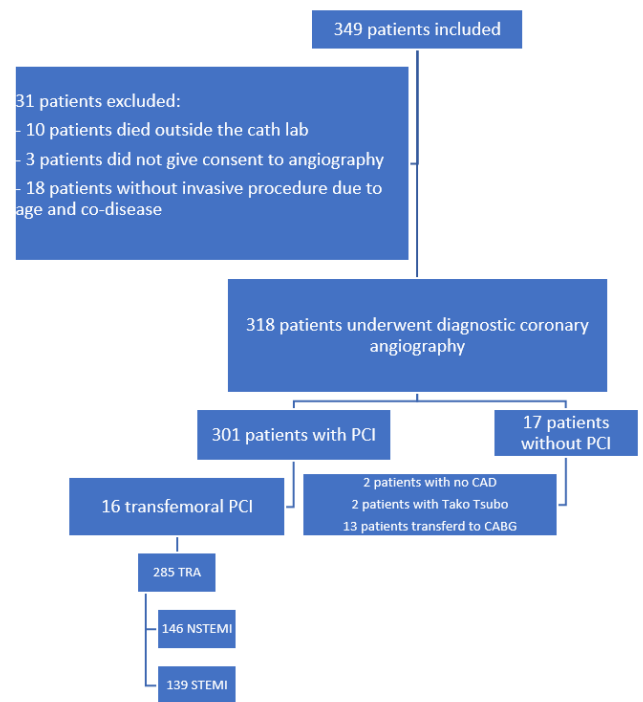 349 patients included
31 patients excluded:
- 10 patients died outside the cath lab
- 3 patients did not give consent to angiography
- 18 patients without invasive procedure due to
age and co-disease
318 patients underwent diagnostic coronary
angiography
301 patients with PCI
17 patients
without PCI
16 transfemoral PCI
2 patients with no CAD
2 patients with Tako Tsubo
13 patients transferd to CABG
285 TRA
146 NSTEMI
139 STEMI